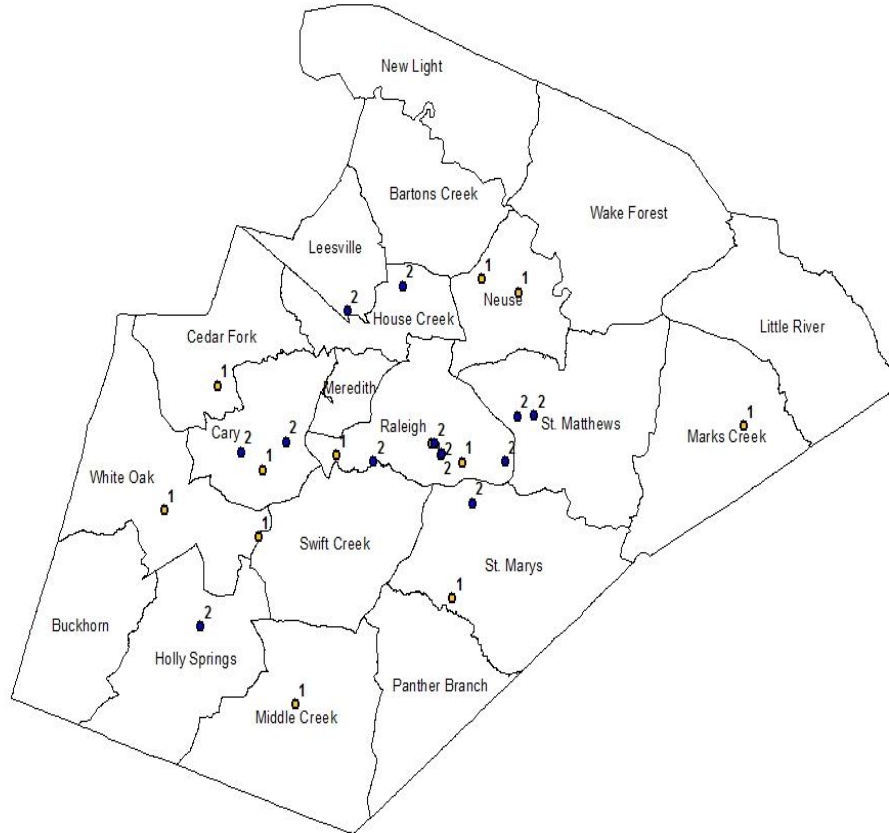 New Light
Bartons Creek
Wake Forest
Leesville
2
1
1
Neuse
2
House Creek
Little River
Cedar Fork
1
Meredith
2 2
St. Matthews
1
Marks Creek
Raleigh
2
Cary
2
2
1
1
2
2
2
1
2
White Oak
1
2
1
Swift Creek
St. Marys
1
Buckhorn
2
Holly Springs
Panther Branch
1
Middle Creek